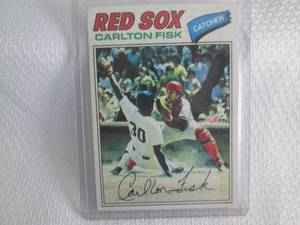 RED SOX
CARLTON FISK
CATCHER
30
Carlton Fisk